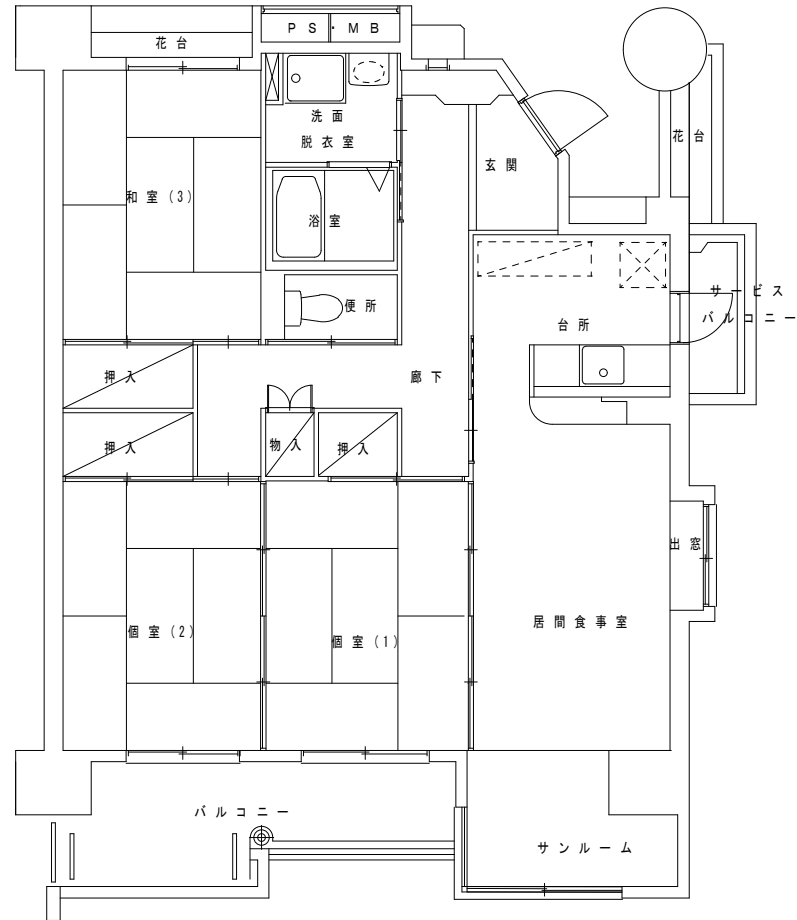 PS・MB
花台
洗面
脱衣室
花台
玄関
和室(3)
浴室
サービス
バルコニー
便所
台所
押入
廊下
押入
物入
押入
出窓
居間食事室
個室(2)
個室(1)
バルコニー
サンルーム